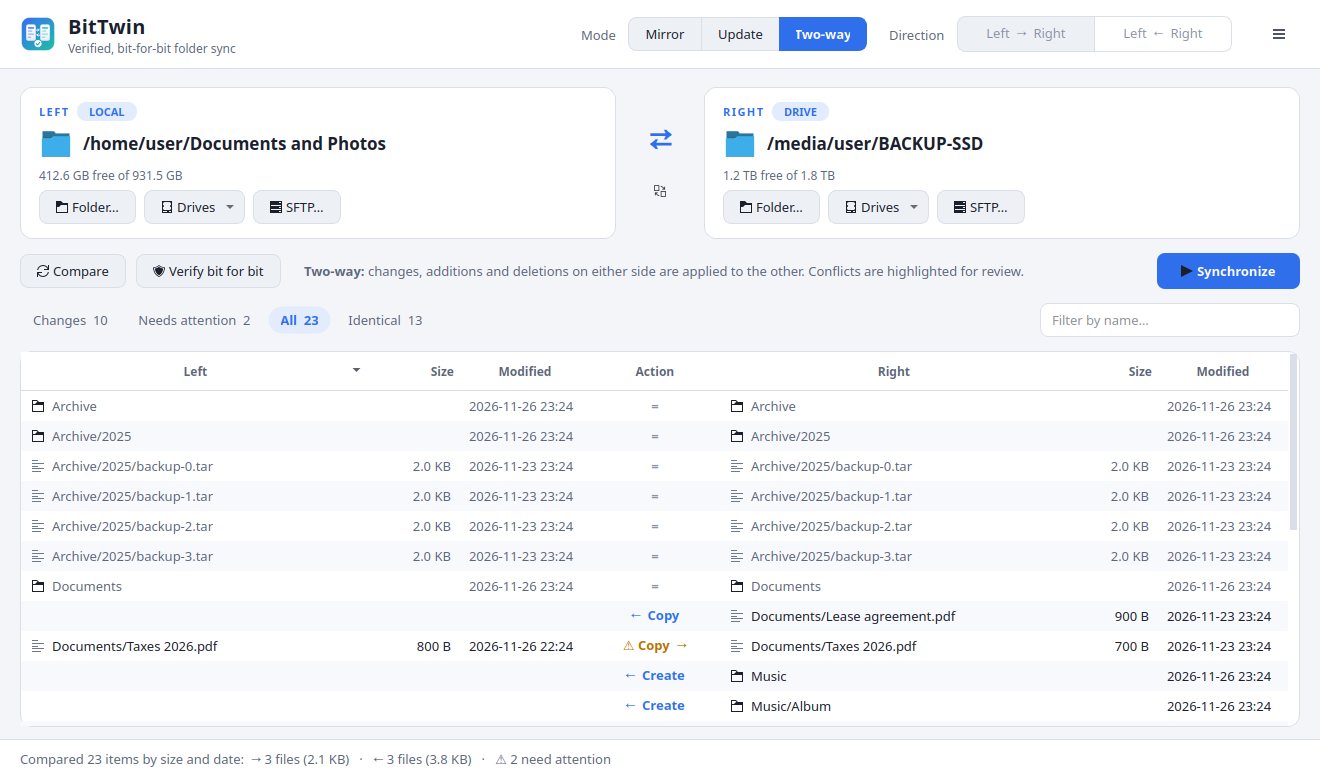 BitTwin
Verified, bit-for-bit folder sync
Mode Mirror Update Two-way Direction Left → Right Left ← Right
LEFT LOCAL
/home/user/Documents and Photos
412.6 GB free of 931.5 GB
Folder... Drives SFTP...
RIGHT DRIVE
/media/user/BACKUP-SSD
1.2 TB free of 1.8 TB
Folder... Drives SFTP...
Compare Verify bit for bit Two-way: changes, additions and deletions on either side are applied to the other. Conflicts are highlighted for review. Synchronize
Changes 10 Needs attention 2 All 23 Identical 13 Filter by name...
Left Size Modified Action Right Size Modified
Archive 2026-11-26 23:24 = Archive 2026-11-26 23:24
Archive/2025 2026-11-26 23:24 = Archive/2025 2026-11-26 23:24
Archive/2025/backup-0.tar 2.0 KB 2026-11-23 23:24 = Archive/2025/backup-0.tar 2.0 KB 2026-11-23 23:24
Archive/2025/backup-1.tar 2.0 KB 2026-11-23 23:24 = Archive/2025/backup-1.tar 2.0 KB 2026-11-23 23:24
Archive/2025/backup-2.tar 2.0 KB 2026-11-23 23:24 = Archive/2025/backup-2.tar 2.0 KB 2026-11-23 23:24
Archive/2025/backup-3.tar 2.0 KB 2026-11-23 23:24 = Archive/2025/backup-3.tar 2.0 KB 2026-11-23 23:24
Documents 2026-11-26 23:24 = Documents 2026-11-26 23:24
← Copy Documents/Lease agreement.pdf 900 B 2026-11-23 23:24
Documents/Taxes 2026.pdf 800 B 2026-11-26 22:24 ⚠ Copy → Documents/Taxes 2026.pdf 700 B 2026-11-23 23:24
← Create Music 2026-11-26 23:24
← Create Music/Album 2026-11-26 23:24
Compared 23 items by size and date: → 3 files (2.1 KB) · ← 3 files (3.8 KB) · ⚠ 2 need attention